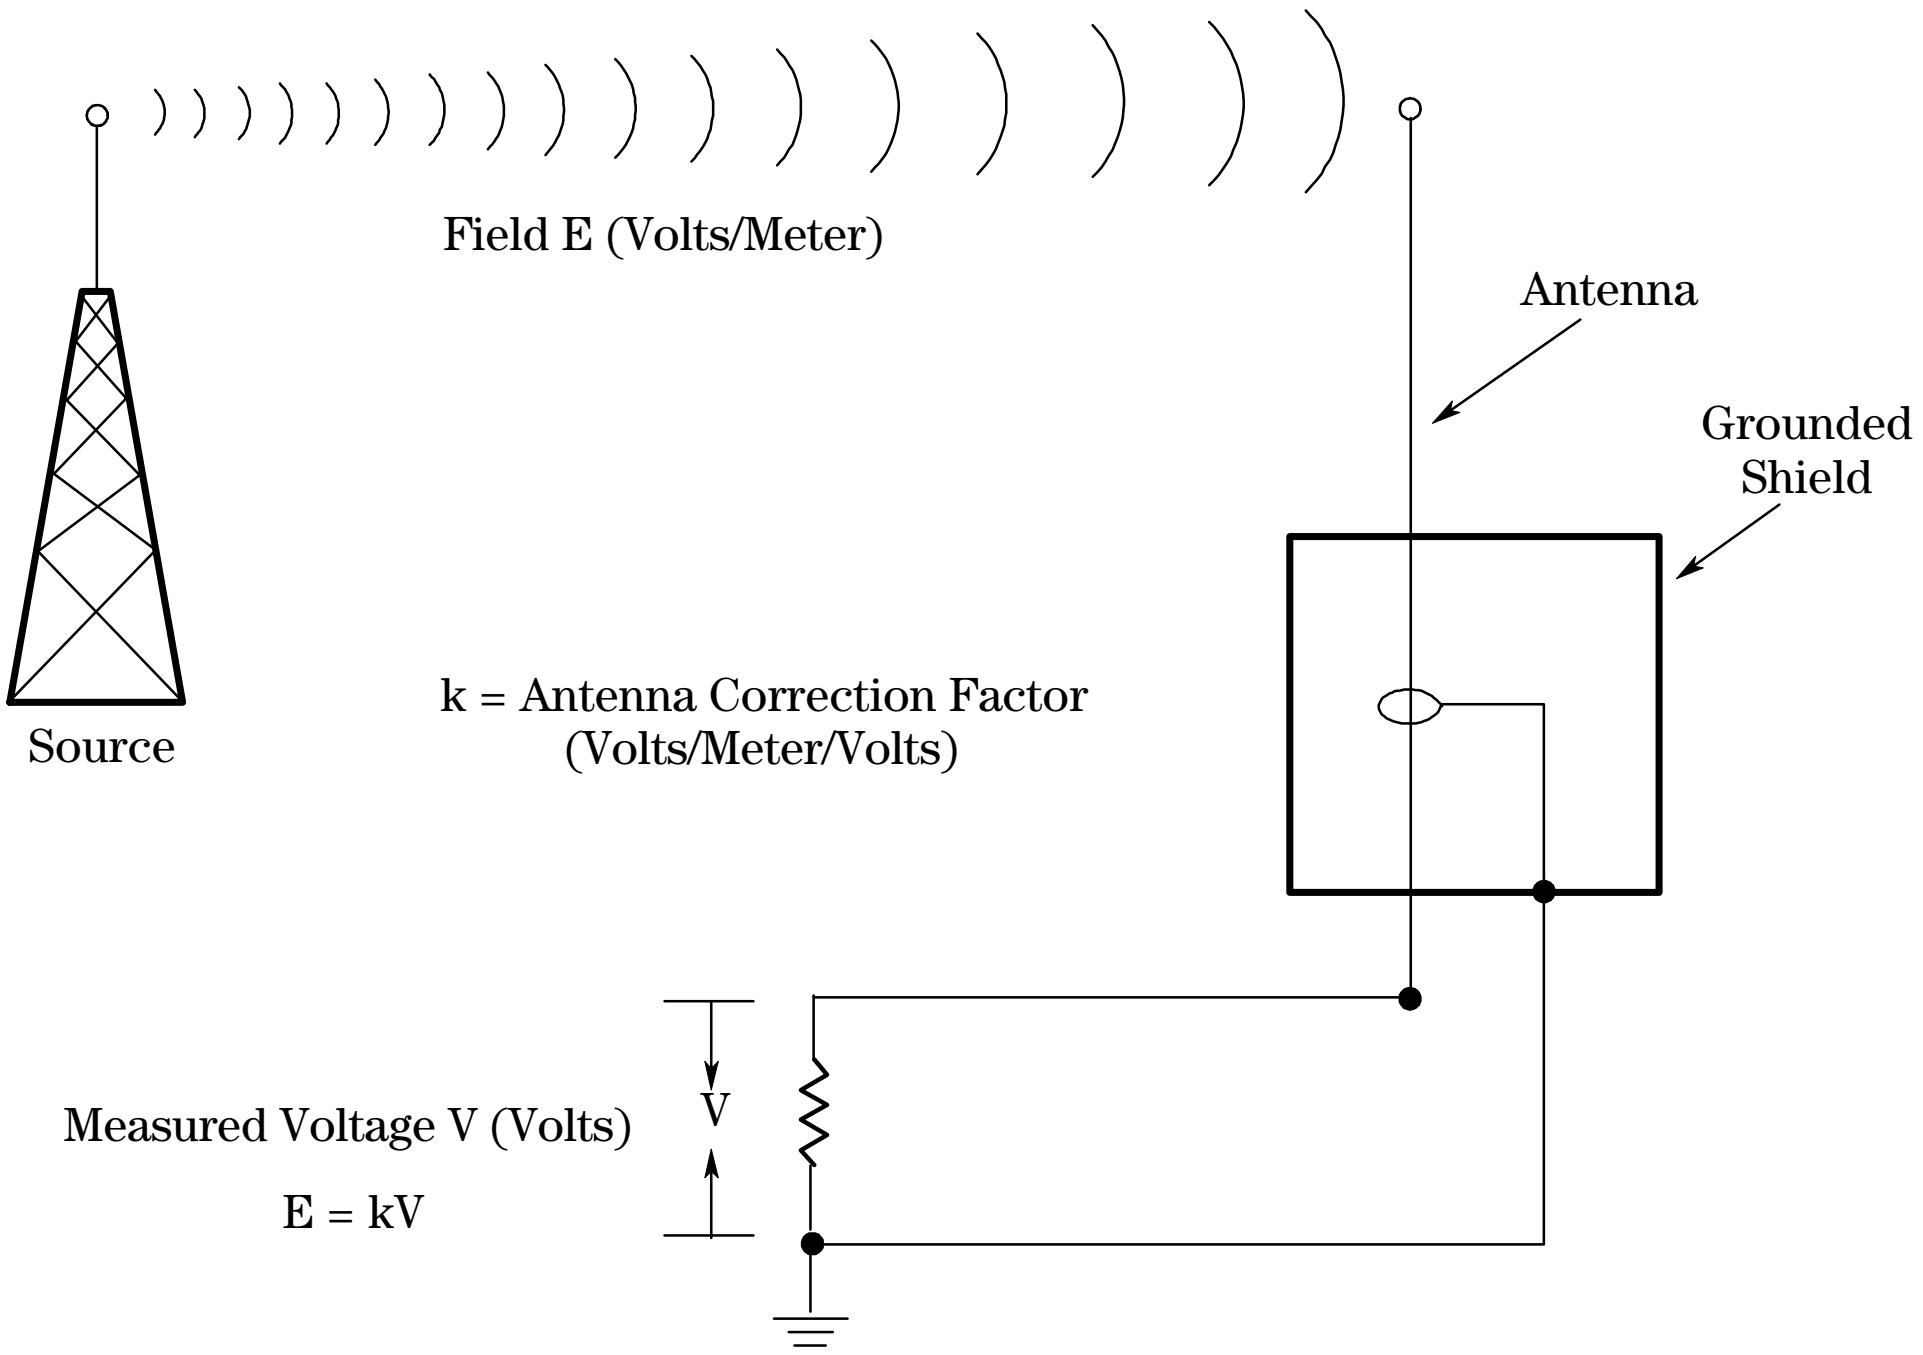 Field E (Volts/Meter)
Antenna
Grounded
Shield
k = Antenna Correction Factor
(Volts/Meter/Volts)
Source
V
Measured Voltage V (Volts)
E = kV